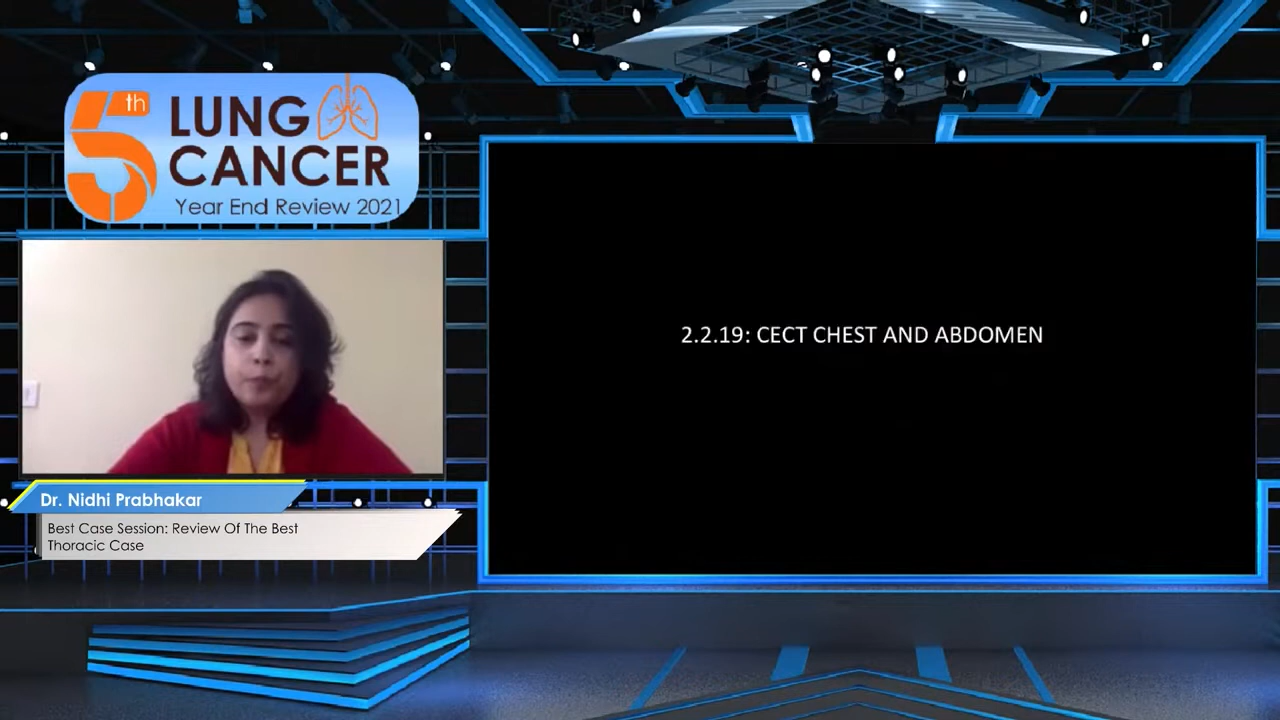 5th
LUNG
CANCER
Year End Review 2021
2.2.19: CECT CHEST AND ABDOMEN
Dr. Nidhi Prabhakar
Best Case Session: Review Of The Best
Thoracic Case